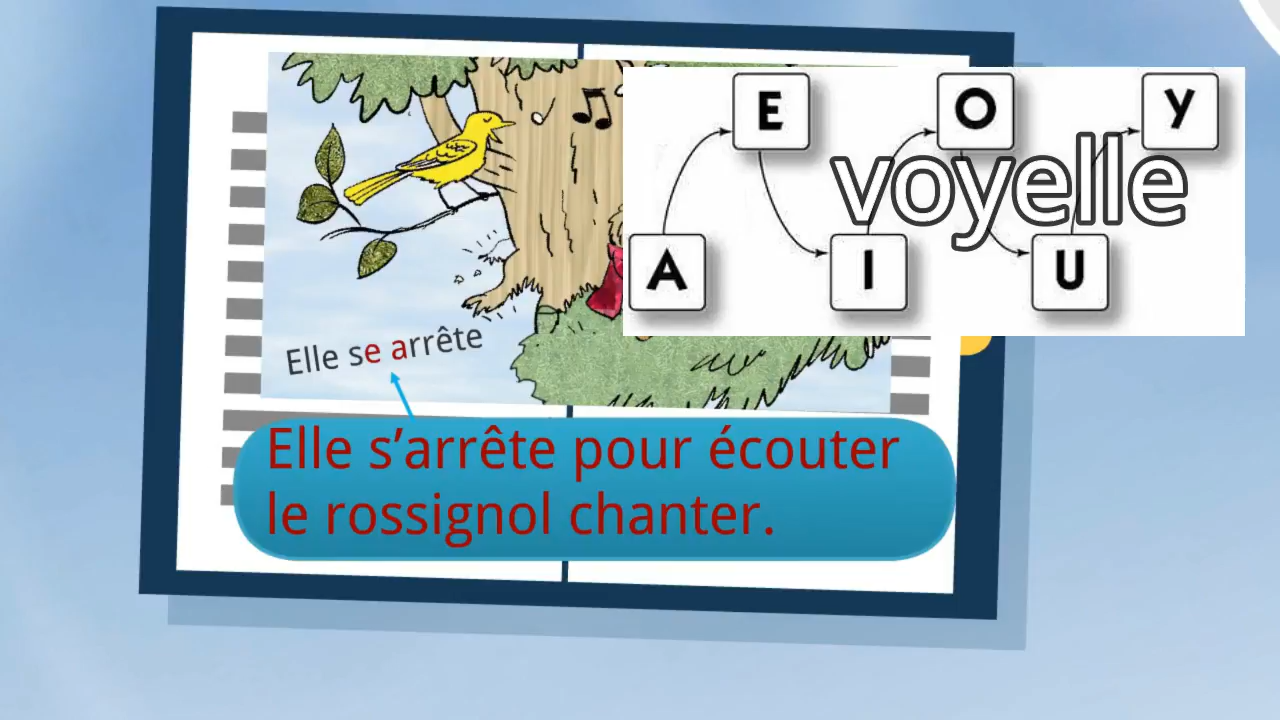 E O Y
voyelle
A I U
Elle se arrête
Elle s’arrête pour écouter
le rossignol chanter.